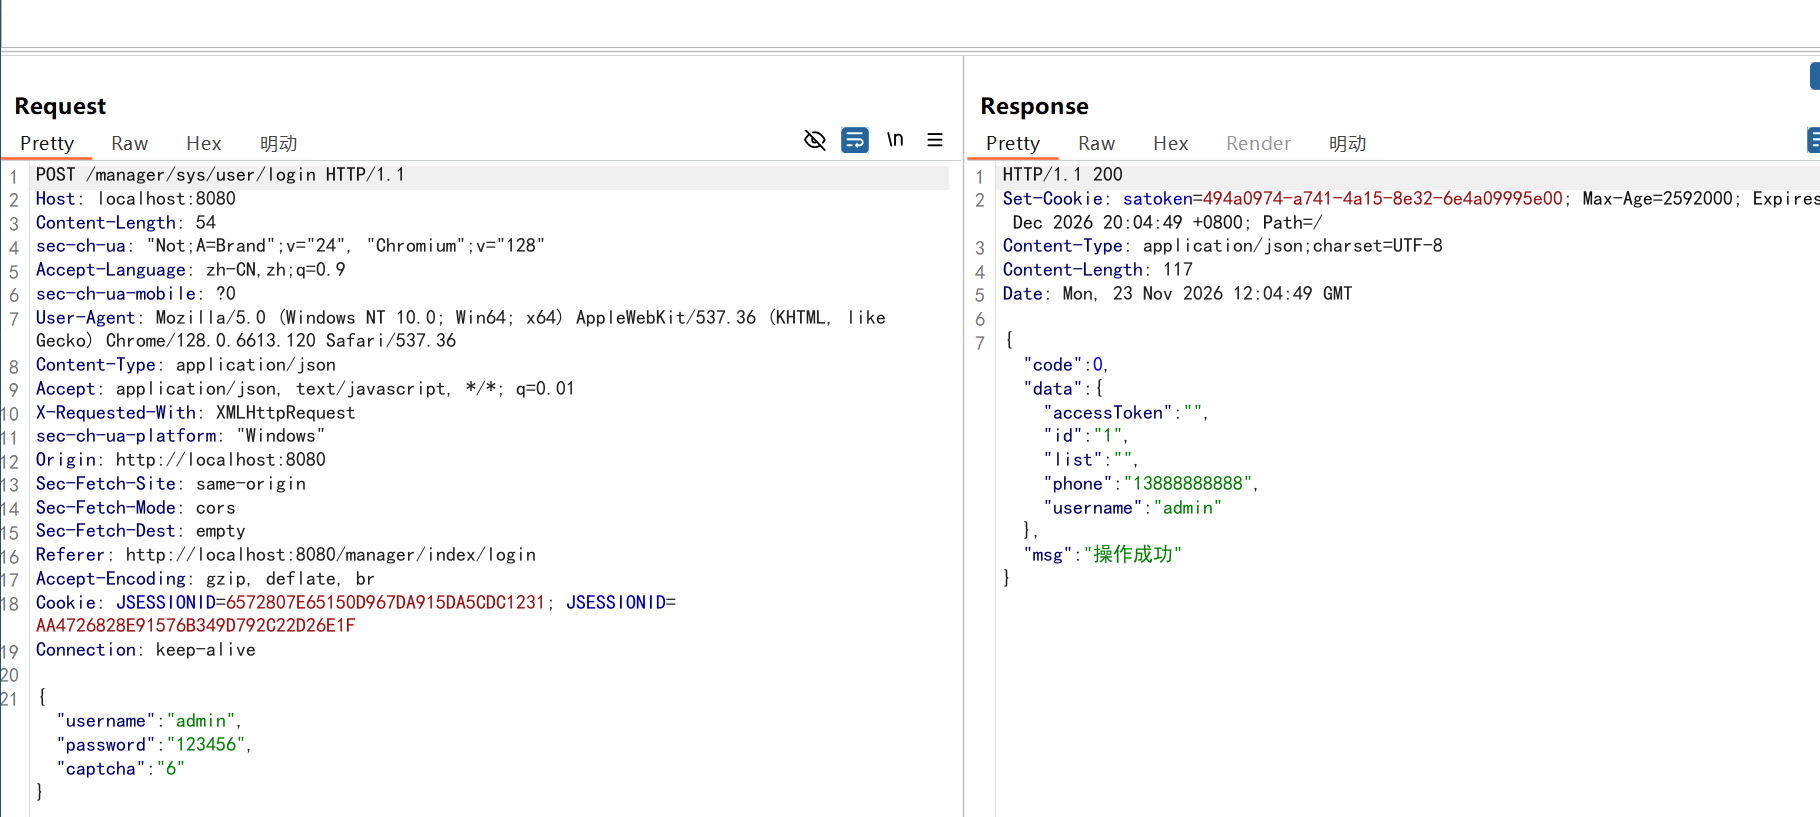 Request
Pretty Raw Hex 明动
\n
1 POST /manager/sys/user/login HTTP/1.1
2 Host: localhost:8080
3 Content-Length: 54
4 sec-ch-ua: "Not;A=Brand";v="24", "Chromium";v="128"
5 Accept-Language: zh-CN,zh;q=0.9
6 sec-ch-ua-mobile: ?0
7 User-Agent: Mozilla/5.0 (Windows NT 10.0; Win64; x64) AppleWebKit/537.36 (KHTML, like
Gecko) Chrome/128.0.6613.120 Safari/537.36
8 Content-Type: application/json
9 Accept: application/json, text/javascript, */*; q=0.01
10 X-Requested-With: XMLHttpRequest
11 sec-ch-ua-platform: "Windows"
12 Origin: http://localhost:8080
13 Sec-Fetch-Site: same-origin
14 Sec-Fetch-Mode: cors
15 Sec-Fetch-Dest: empty
16 Referer: http://localhost:8080/manager/index/login
17 Accept-Encoding: gzip, deflate, br
18 Cookie: JSESSIONID=6572807E65150D967DA915DA5CDC1231; JSESSIONID=
AA4726828E91576B349D792C22D26E1F
19 Connection: keep-alive
20
21 {
"username":"admin",
"password":"123456",
"captcha":"6"
}
Response
Pretty Raw Hex Render 明动
1 HTTP/1.1 200
2 Set-Cookie: satoken=494a0974-a741-4a15-8e32-6e4a09995e00; Max-Age=2592000; Expires
Dec 2026 20:04:49 +0800; Path=/
3 Content-Type: application/json;charset=UTF-8
4 Content-Length: 117
5 Date: Mon, 23 Nov 2026 12:04:49 GMT
6
7 {
"code":0,
"data":{
"accessToken":"",
"id":"1",
"list":"",
"phone":"13888888888",
"username":"admin"
},
"msg":"操作成功"
}